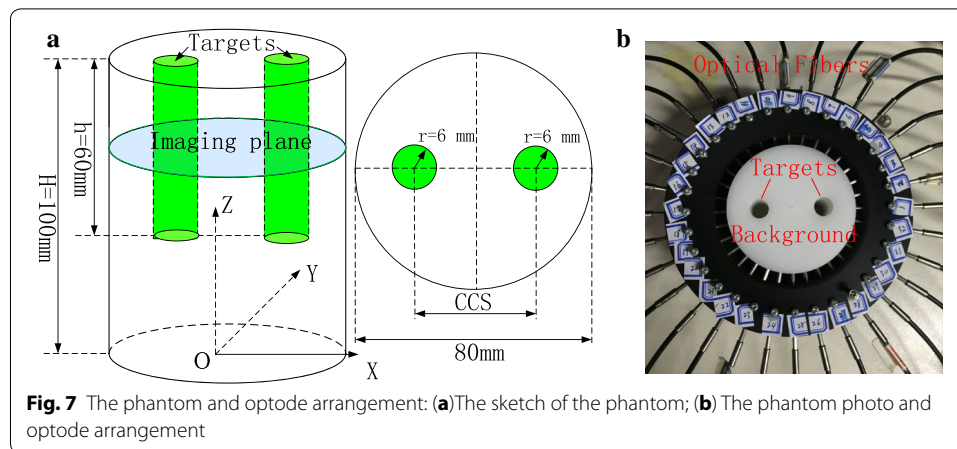 a
Targets
Imaging plane
h=60mm
H=100mm
Z
Y
O
X
r=6 mm
r=6 mm
CCS
80mm
b
Optical Fibers
Targets
Background
Fig. 7 The phantom and optode arrangement: (a)The sketch of the phantom; (b) The phantom photo and
optode arrangement